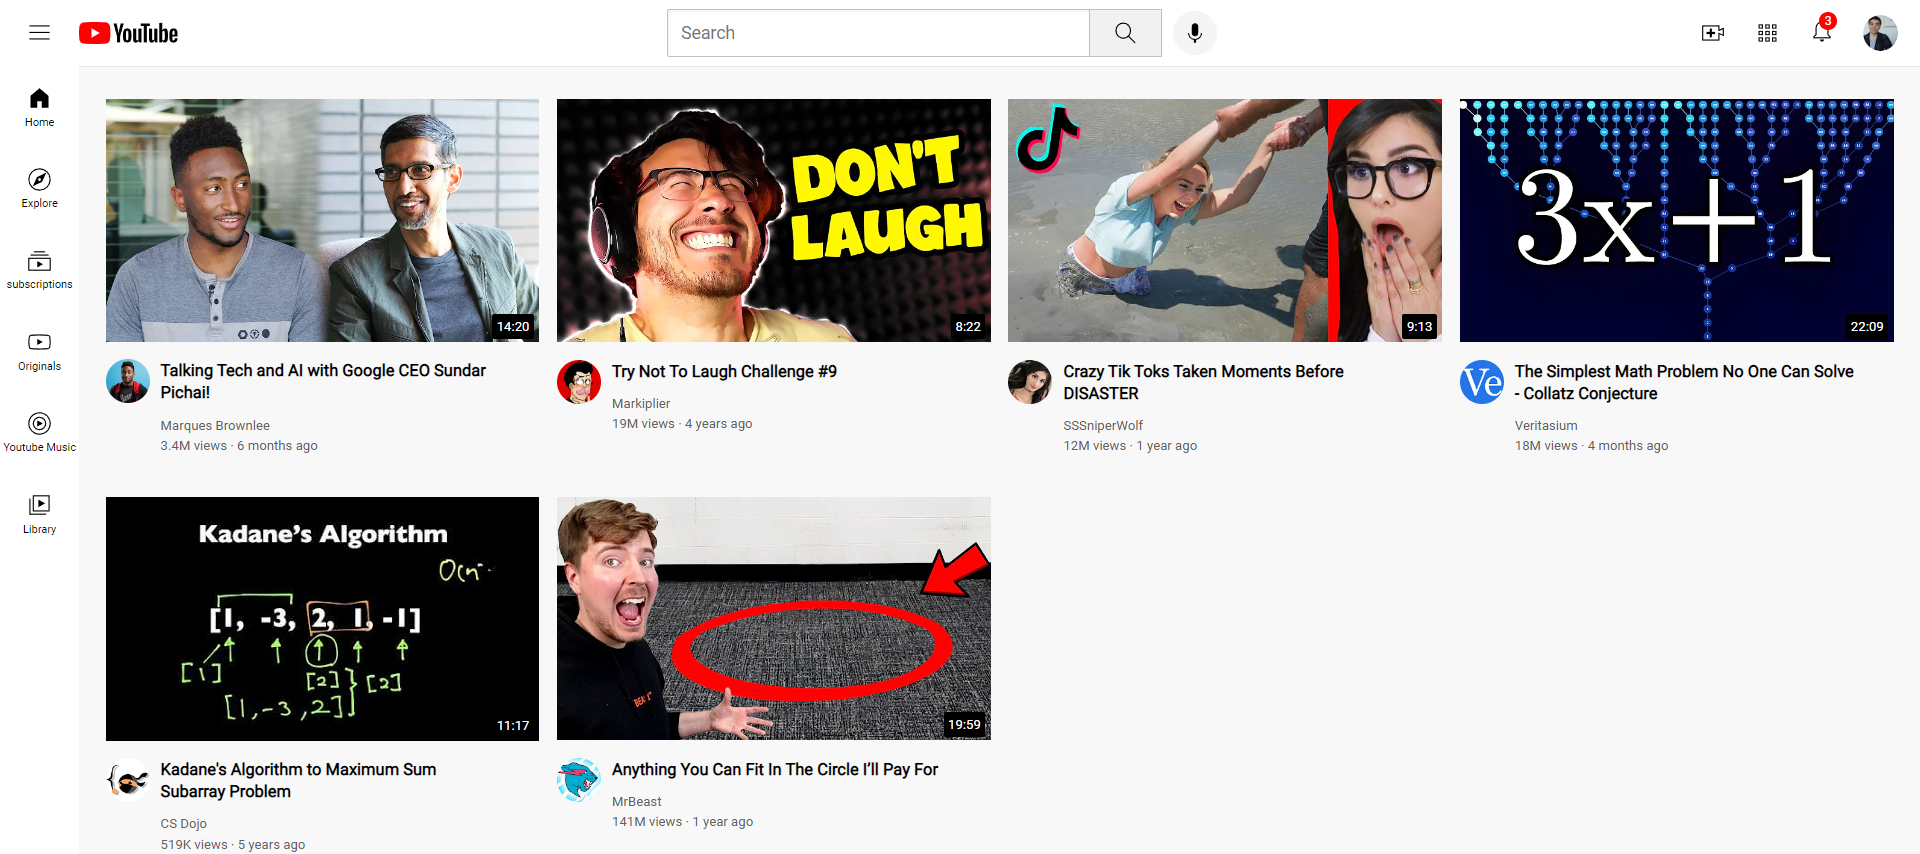 YouTube
Search
3
Home
Explore
subscriptions
Originals
Youtube Music
Library
14:20
Talking Tech and AI with Google CEO Sundar
Pichai!
Marques Brownlee
3.4M views · 6 months ago
DON'T
LAUGH
8:22
Try Not To Laugh Challenge #9
Markiplier
19M views · 4 years ago
9:13
Crazy Tik Toks Taken Moments Before
DISASTER
SSSniperWolf
12M views · 1 year ago
3x+1
22:09
Ve
The Simplest Math Problem No One Can Solve
- Collatz Conjecture
Veritasium
18M views · 4 months ago
Kadane's Algorithm
[1, -3, 2, 1, -1]
[1]
[2]
[2]
[1, -3, 2]
11:17
Kadane's Algorithm to Maximum Sum
Subarray Problem
CS Dojo
519K views · 5 years ago
19:59
Anything You Can Fit In The Circle I’ll Pay For
MrBeast
141M views · 1 year ago